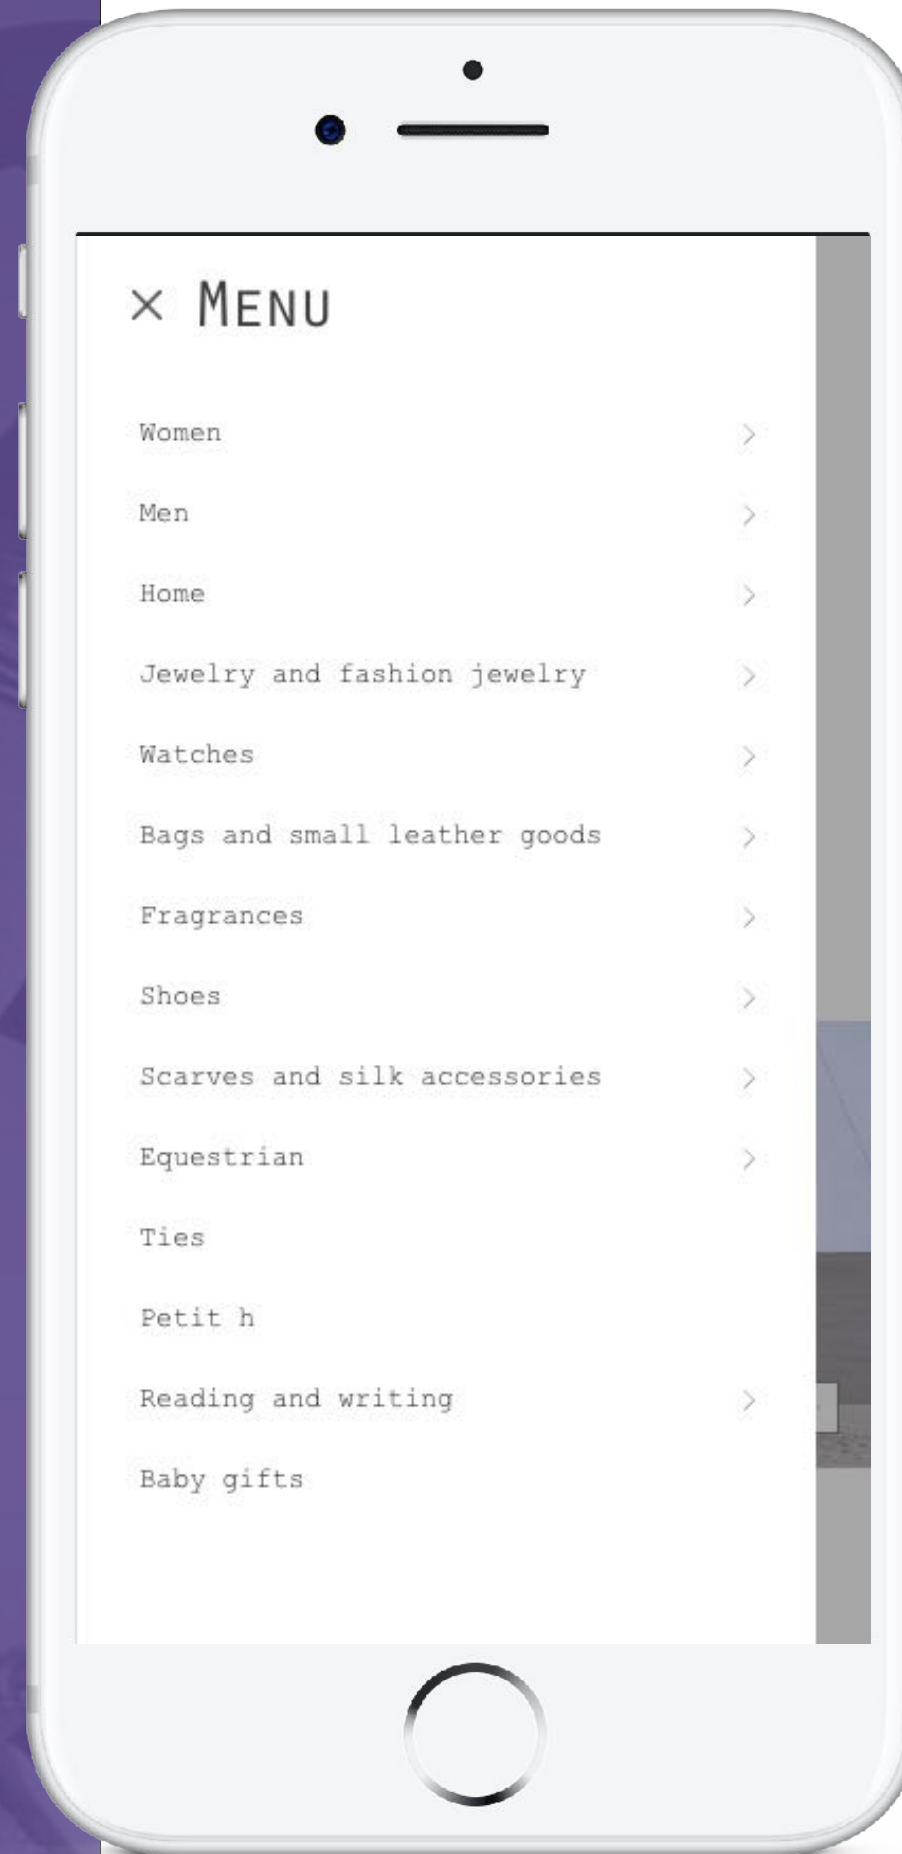 × Menu
Women
Men
Home
Jewelry and fashion jewelry
Watches
Bags and small leather goods
Fragrances
Shoes
Scarves and silk accessories
Equestrian
Ties
Petit h
Reading and writing
Baby gifts